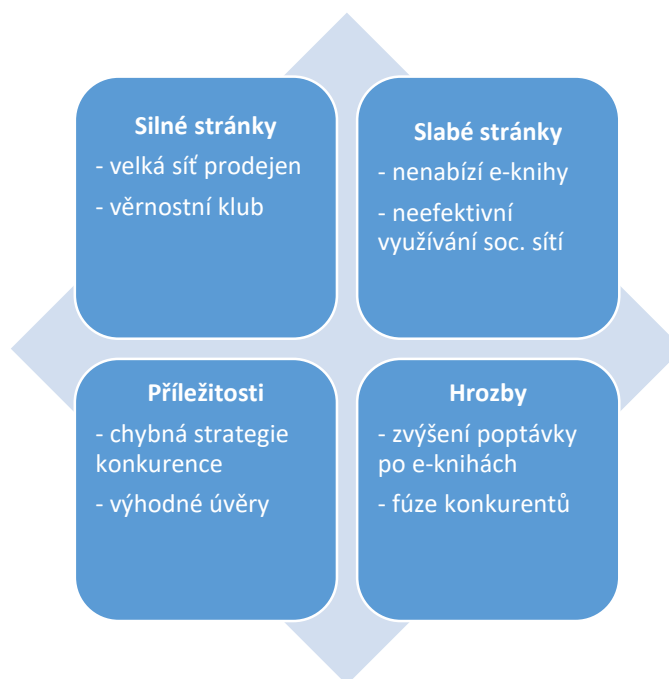 Silné stránky
- velká síť prodejen
- věrnostní klub
Slabé stránky
- nenabízí e-knihy
- neefektivní
využívání soc. sítí
Příležitosti
- chybná strategie
konkurence
- výhodné úvěry
Hrozby
- zvýšení poptávky
po e-knihách
- fúze konkurentů